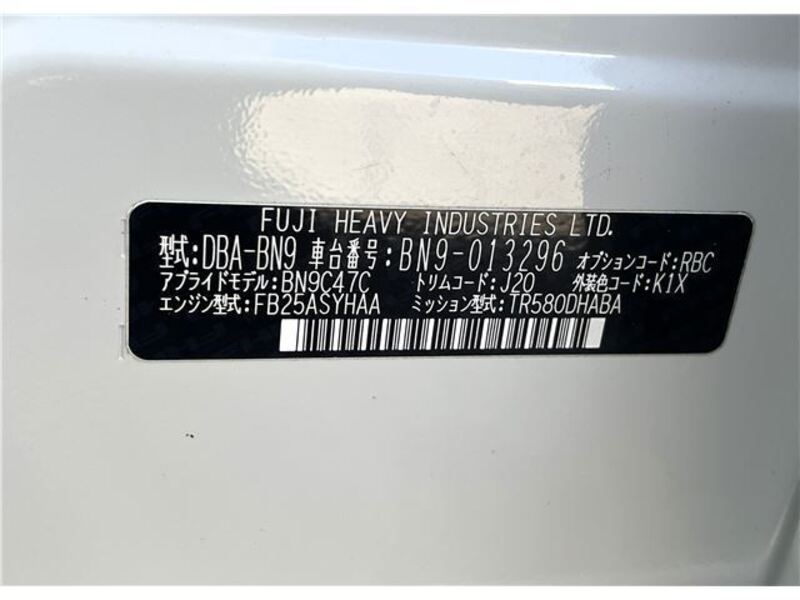 FUJI HEAVY INDUSTRIES LTD.
型式:DBA-BN9 車台番号:BN9-013296 オプションコード:RBC
アプライドモデル:BN9C47C トリムコード:J20 外装色コード:K1X
エンジン型式:FB25ASYHAA ミッション型式:TR580DHABA